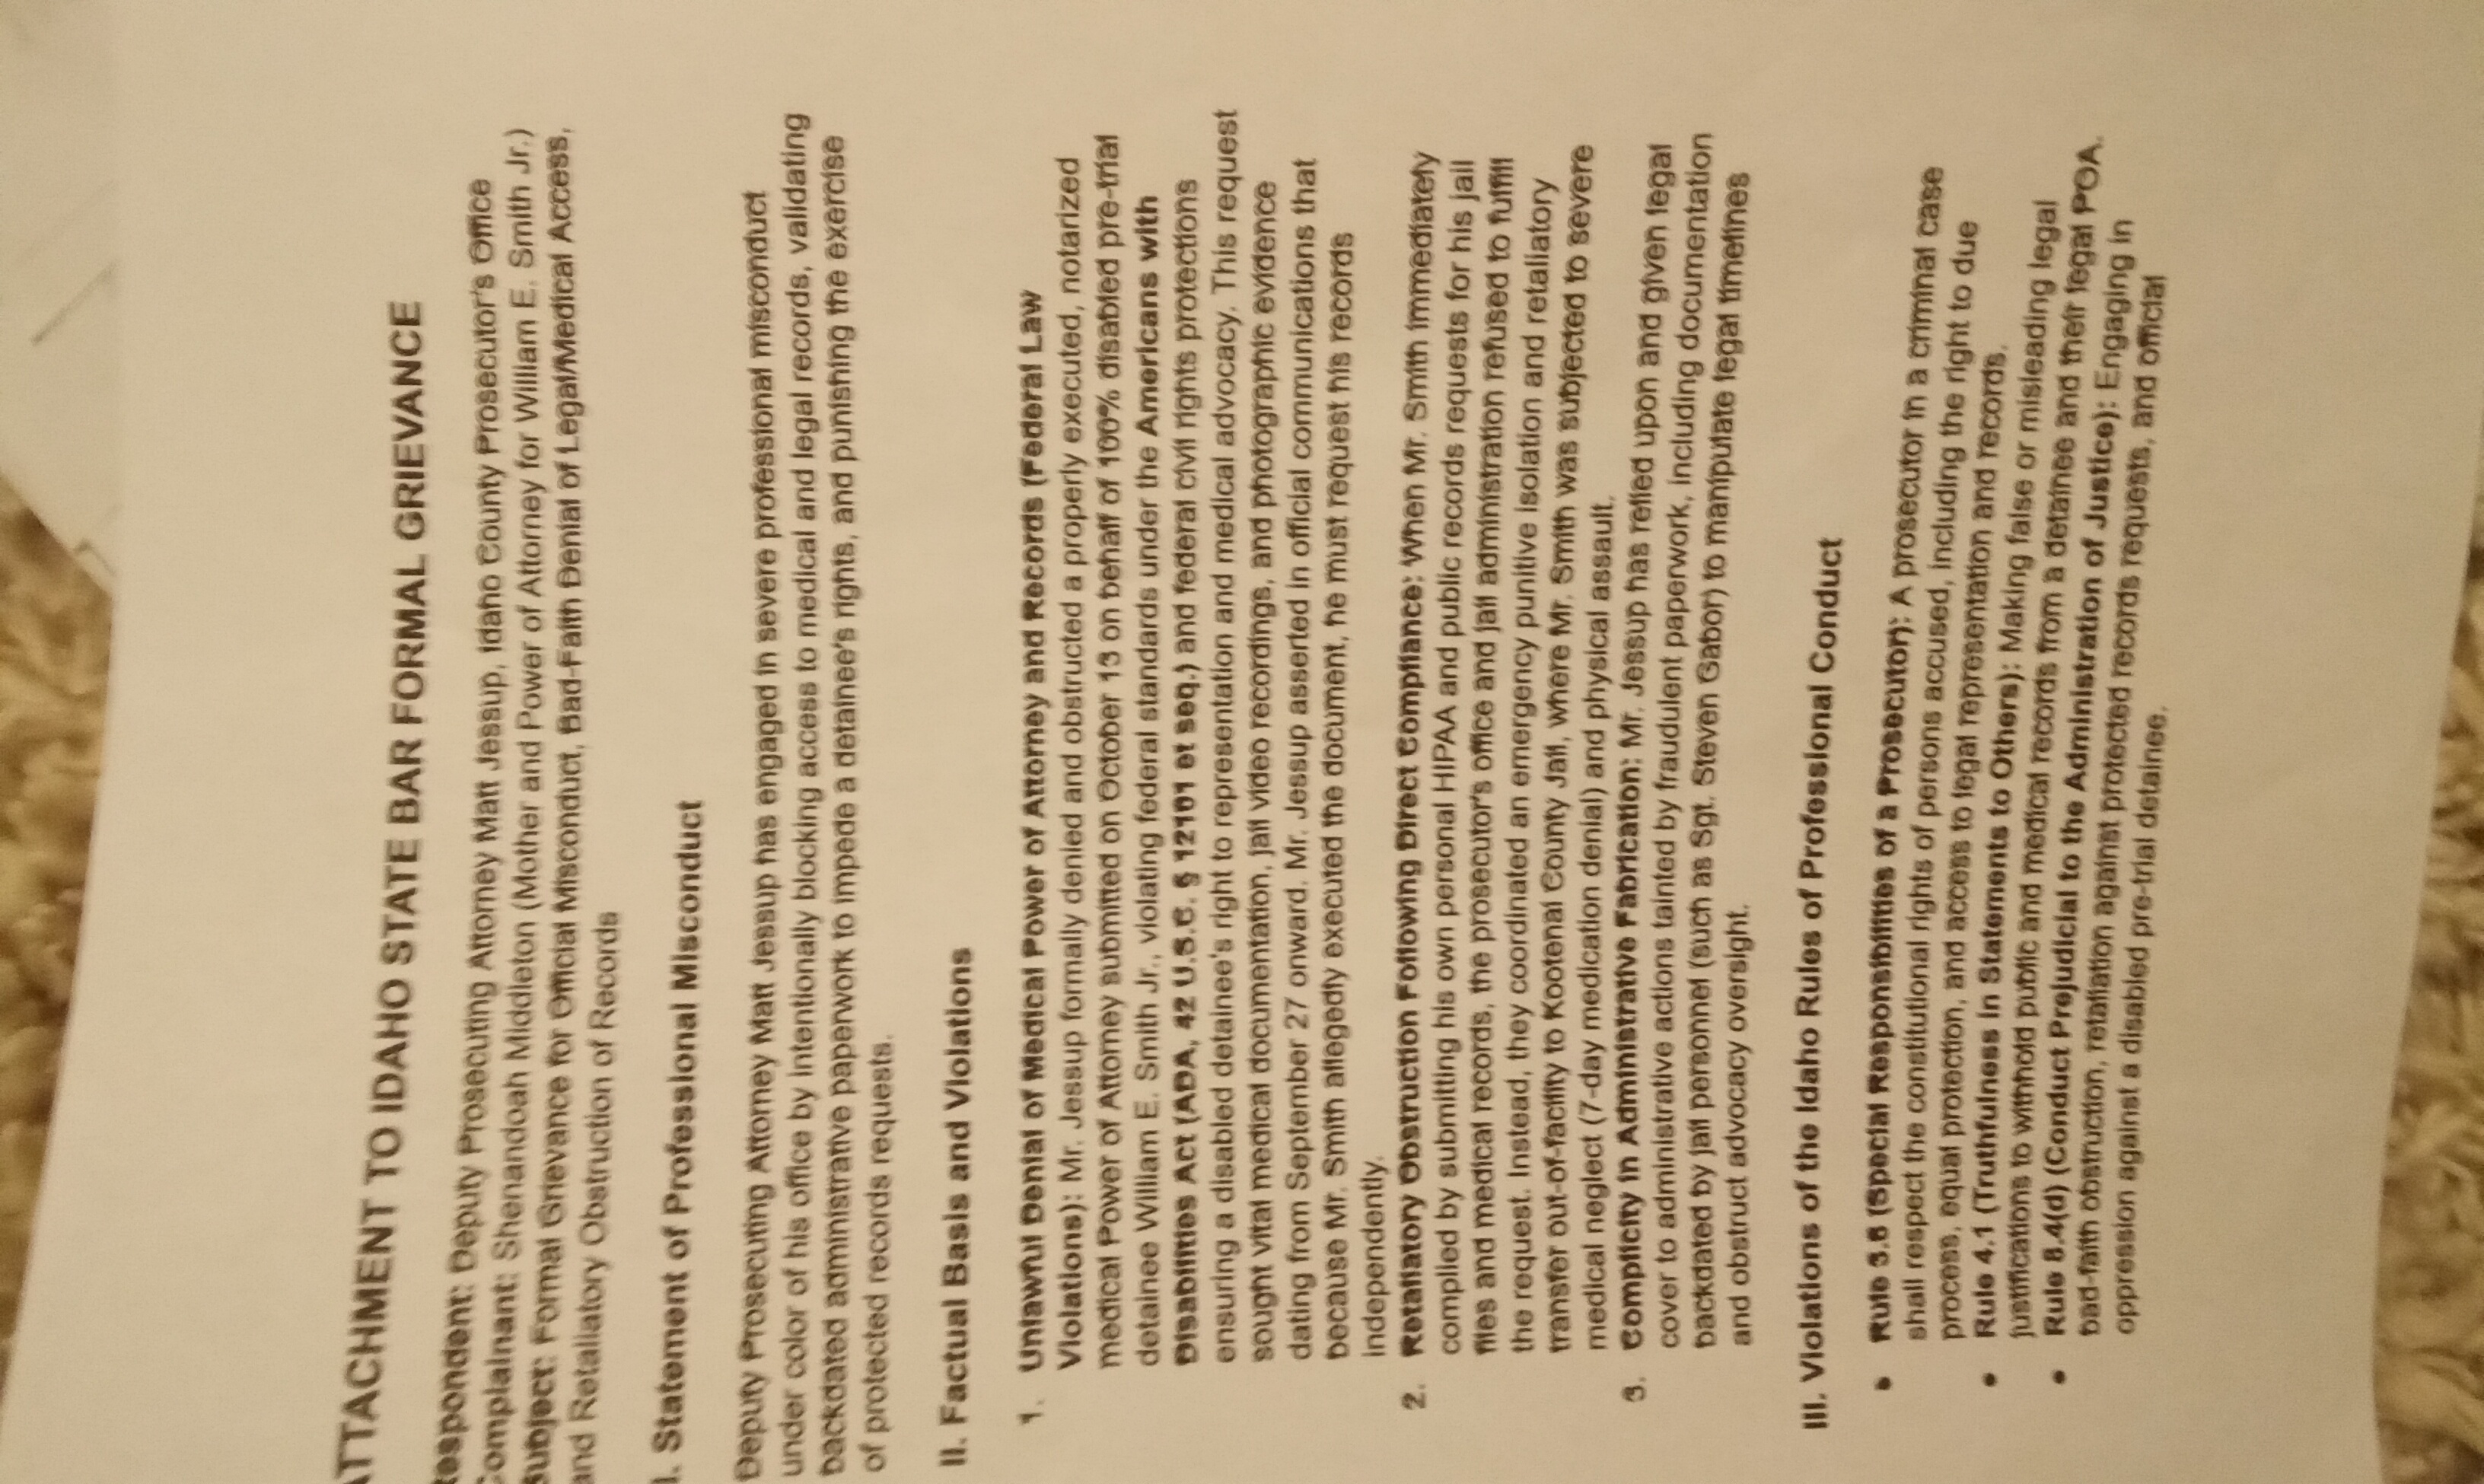 ATTACHMENT TO IDAHO STATE BAR FORMAL GRIEVANCE
Respondent: Deputy Prosecuting Attorney Matt Jessup, Idaho County Prosecutor's Office
Complainant: Shenandoah Middleton (Mother and Power of Attorney for William E. Smith Jr.)
Subject: Formal Grievance for Official Misconduct, Bad-Faith Denial of Legal/Medical Access,
and Retaliatory Obstruction of Records
I. Statement of Professional Misconduct
Deputy Prosecuting Attorney Matt Jessup has engaged in severe professional misconduct
under color of his office by intentionally blocking access to medical and legal records, validating
backdated administrative paperwork to impede a detainee's rights, and punishing the exercise
of protected records requests.
II. Factual Basis and Violations
1. Unlawful Denial of Medical Power of Attorney and Records (Federal Law
Violations): Mr. Jessup formally denied and obstructed a properly executed, notarized
medical Power of Attorney submitted on October 13 on behalf of 100% disabled pre-trial
detainee William E. Smith Jr., violating federal standards under the Americans with
Disabilities Act (ADA, 42 U.S.C. § 12101 et seq.) and federal civil rights protections
ensuring a disabled detainee's right to representation and medical advocacy. This request
sought vital medical documentation, jail video recordings, and photographic evidence
dating from September 27 onward. Mr. Jessup asserted in official communications that
because Mr. Smith allegedly executed the document, he must request his records
independently.
2. Retaliatory Obstruction Following Direct Compliance: When Mr. Smith immediately
complied by submitting his own personal HIPAA and public records requests for his jail
files and medical records, the prosecutor's office and jail administration refused to fulfill
the request. Instead, they coordinated an emergency punitive isolation and retaliatory
transfer out-of-facility to Kootenai County Jail, where Mr. Smith was subjected to severe
medical neglect (7-day medication denial) and physical assault.
3. Complicity in Administrative Fabrication: Mr. Jessup has relied upon and given legal
cover to administrative actions tainted by fraudulent paperwork, including documentation
backdated by jail personnel (such as Sgt. Steven Gabor) to manipulate legal timelines
and obstruct advocacy oversight.
III. Violations of the Idaho Rules of Professional Conduct
• Rule 3.8 (Special Responsibilities of a Prosecutor): A prosecutor in a criminal case
shall respect the constitutional rights of persons accused, including the right to due
process, equal protection, and access to legal representation and records.
• Rule 4.1 (Truthfulness in Statements to Others): Making false or misleading legal
justifications to withhold public and medical records from a detainee and their legal POA.
• Rule 8.4(d) (Conduct Prejudicial to the Administration of Justice): Engaging in
bad-faith obstruction, retaliation against protected records requests, and official
oppression against a disabled pre-trial detainee.